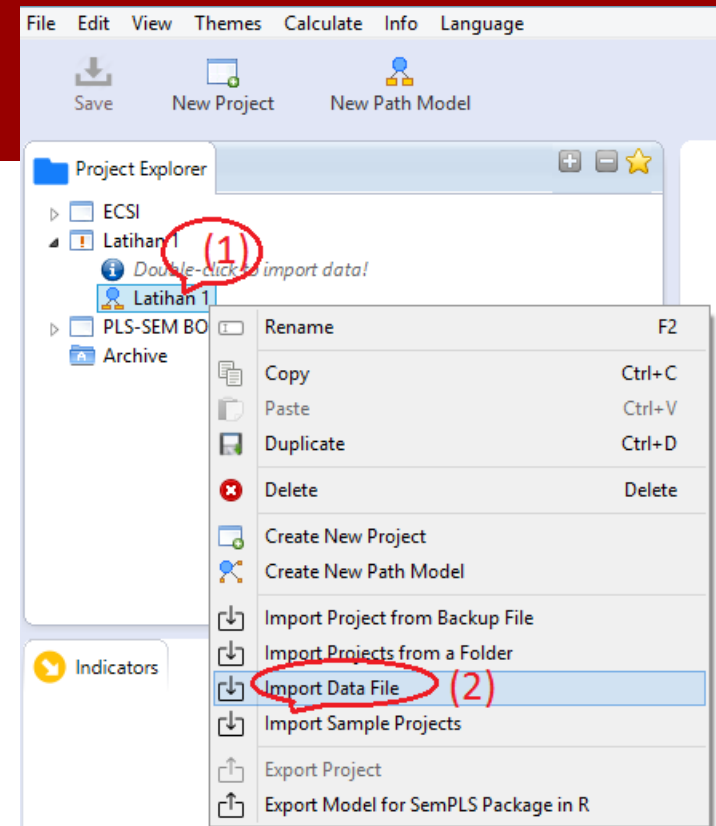 File Edit View Themes Calculate Info Language
Save New Project New Path Model
Project Explorer
ECSI
Latihan 1
(1)
Double-click to import data!
Latihan 1
PLS-SEM BO
Archive
Rename F2
Copy Ctrl+C
Paste Ctrl+V
Duplicate Ctrl+D
Delete Delete
Create New Project
Create New Path Model
Import Project from Backup File
Import Projects from a Folder
Indicators
Import Data File (2)
Import Sample Projects
Export Project
Export Model for SemPLS Package in R